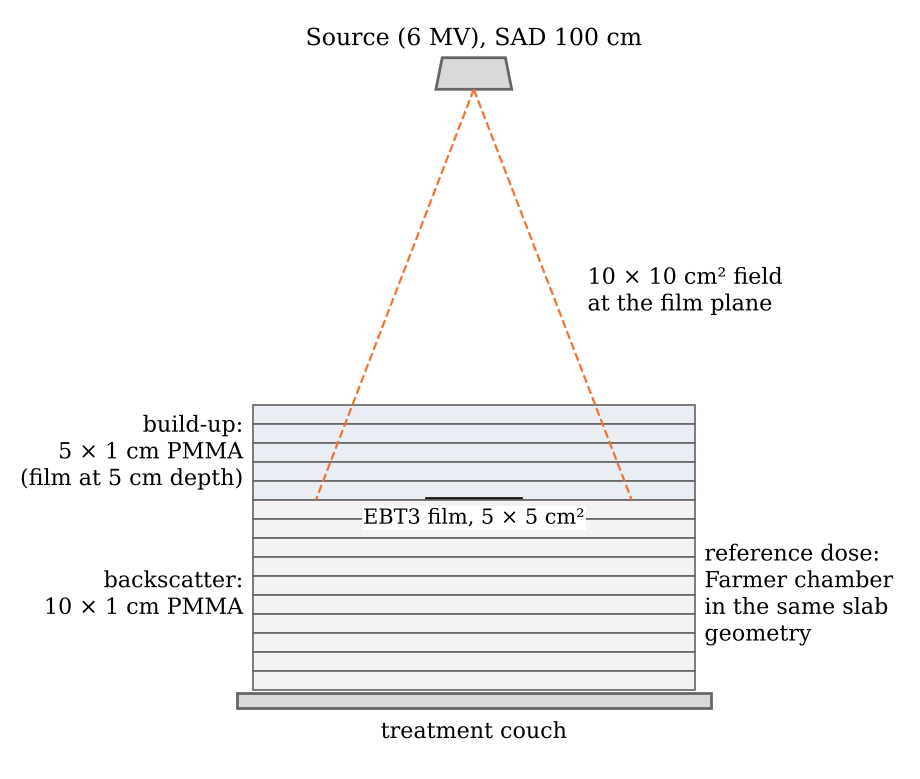 Source (6 MV), SAD 100 cm
10 × 10 cm² field
at the film plane
build-up:
5 × 1 cm PMMA
(film at 5 cm depth)
EBT3 film, 5 × 5 cm²
backscatter:
10 × 1 cm PMMA
reference dose:
Farmer chamber
in the same slab
geometry
treatment couch